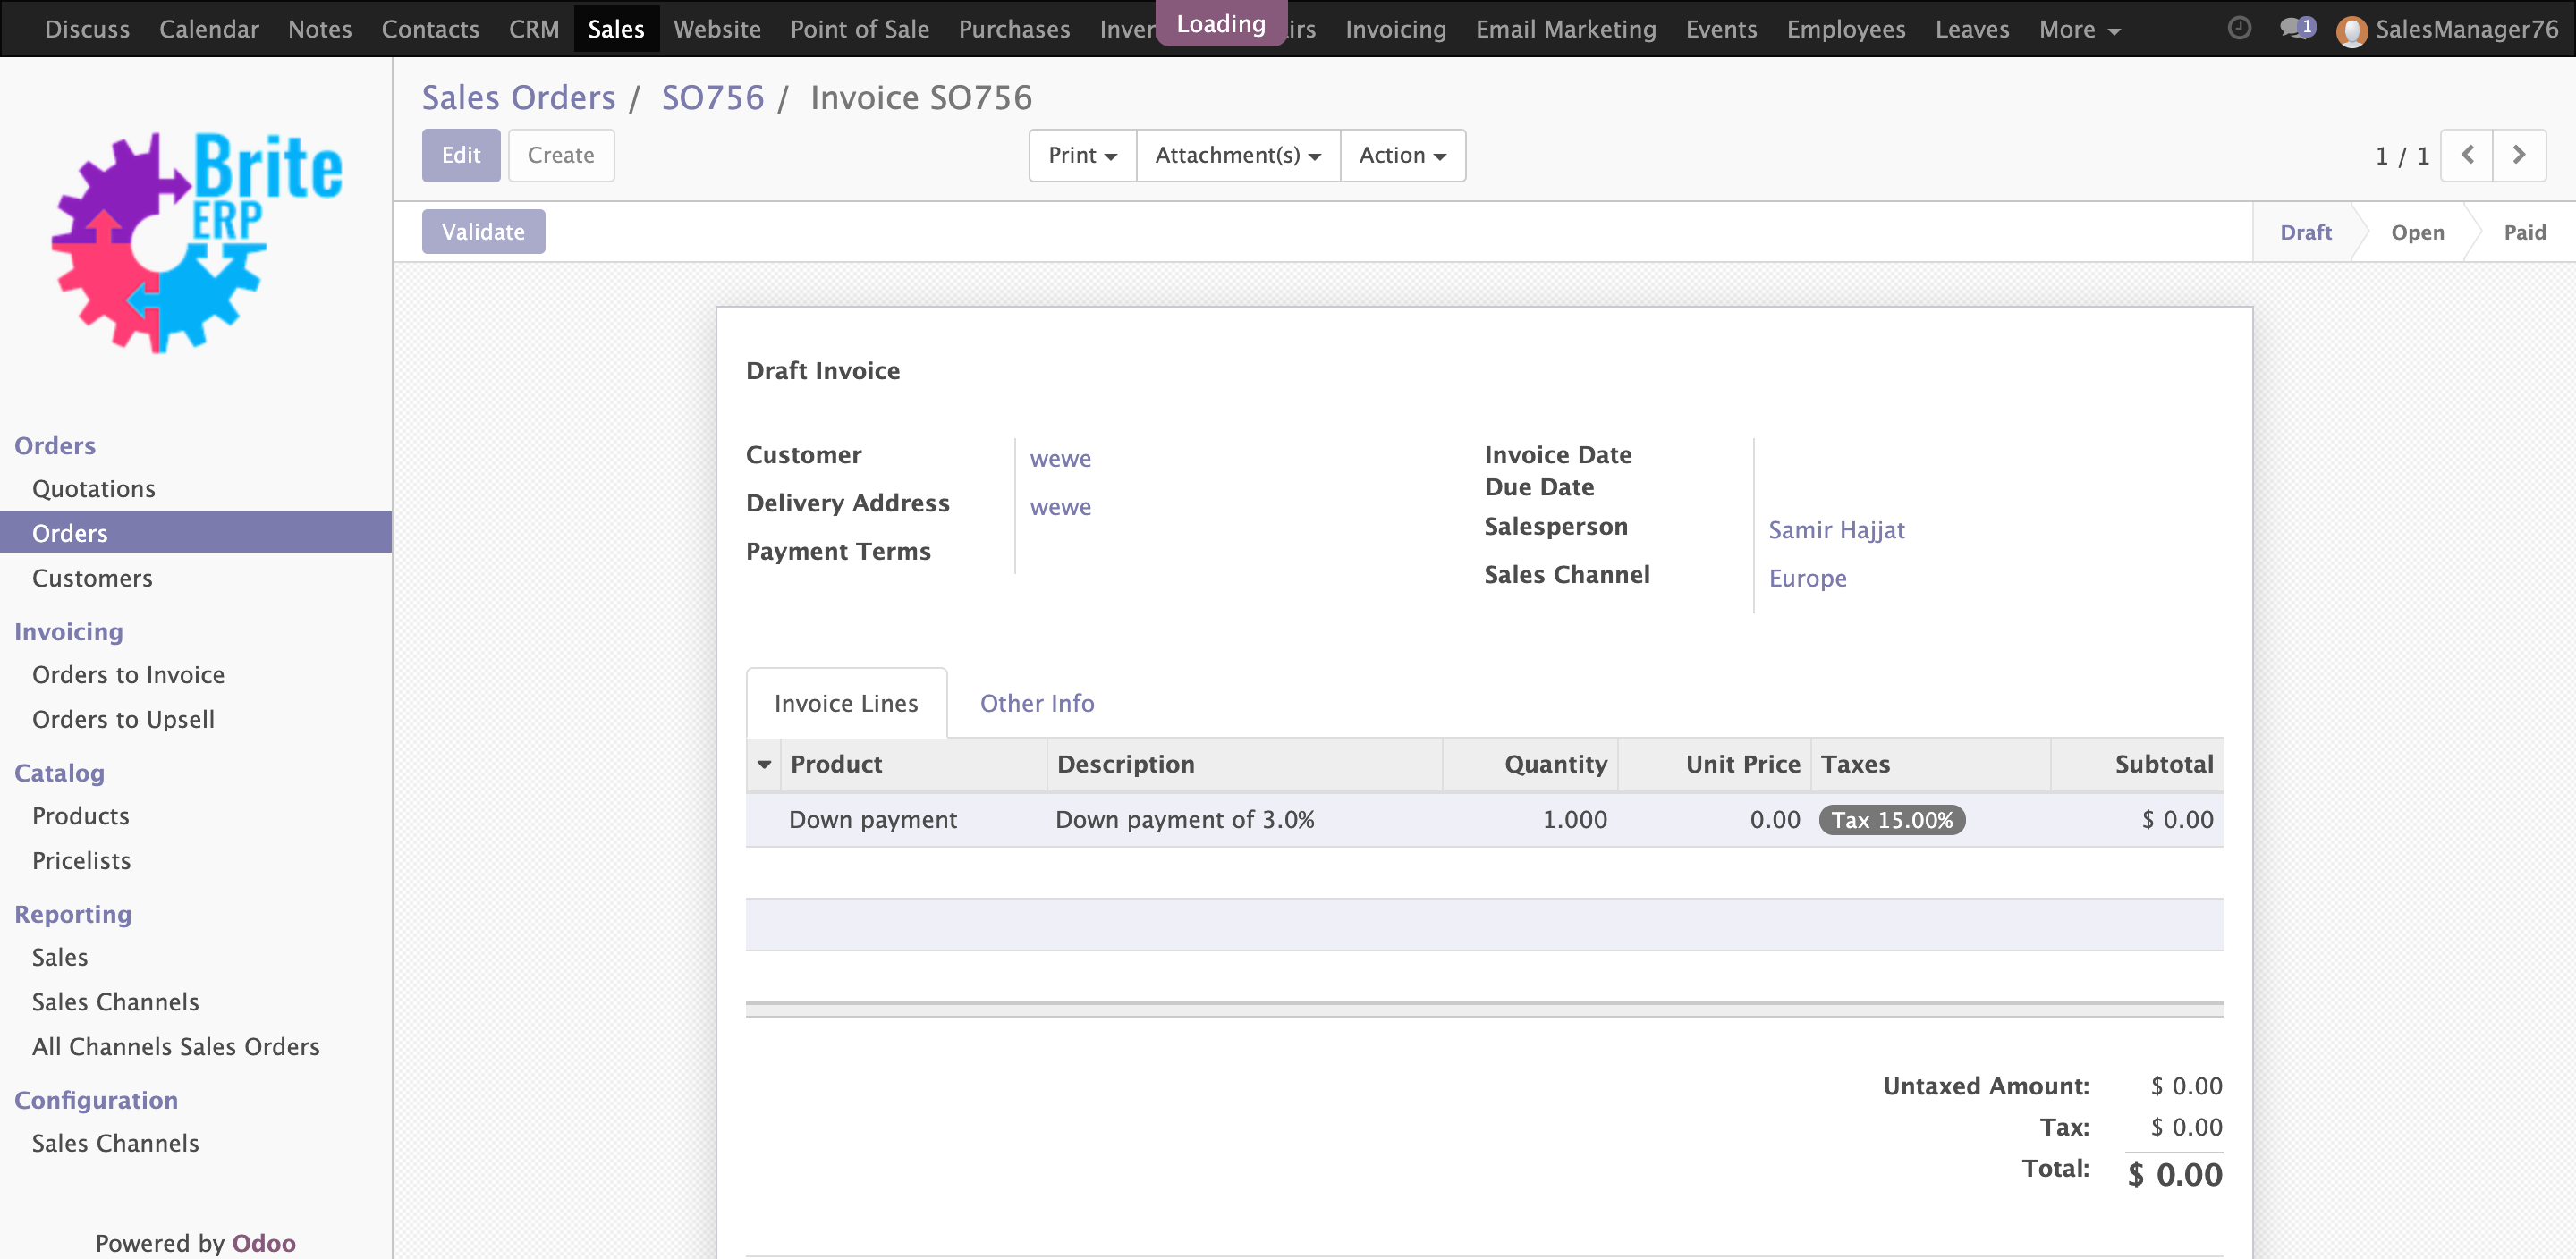 Discuss Calendar Notes Contacts CRM Sales Website Point of Sale Purchases Inver Loading irs Invoicing Email Marketing Events Employees Leaves More 1 SalesManager76
Sales Orders / SO756 / Invoice SO756
Edit Create Print Attachment(s) Action 1 / 1
Validate Draft Open Paid
Brite
ERP
Orders
Quotations
Orders
Customers
Invoicing
Orders to Invoice
Orders to Upsell
Catalog
Products
Pricelists
Reporting
Sales
Sales Channels
All Channels Sales Orders
Configuration
Sales Channels
Powered by Odoo
Draft Invoice
Customer wewe
Delivery Address wewe
Payment Terms
Invoice Date
Due Date
Salesperson Samir Hajjat
Sales Channel Europe
Invoice Lines Other Info
Product Description Quantity Unit Price Taxes Subtotal
Down payment Down payment of 3.0% 1.000 0.00 Tax 15.00% $ 0.00
Untaxed Amount: $ 0.00
Tax: $ 0.00
Total: $ 0.00